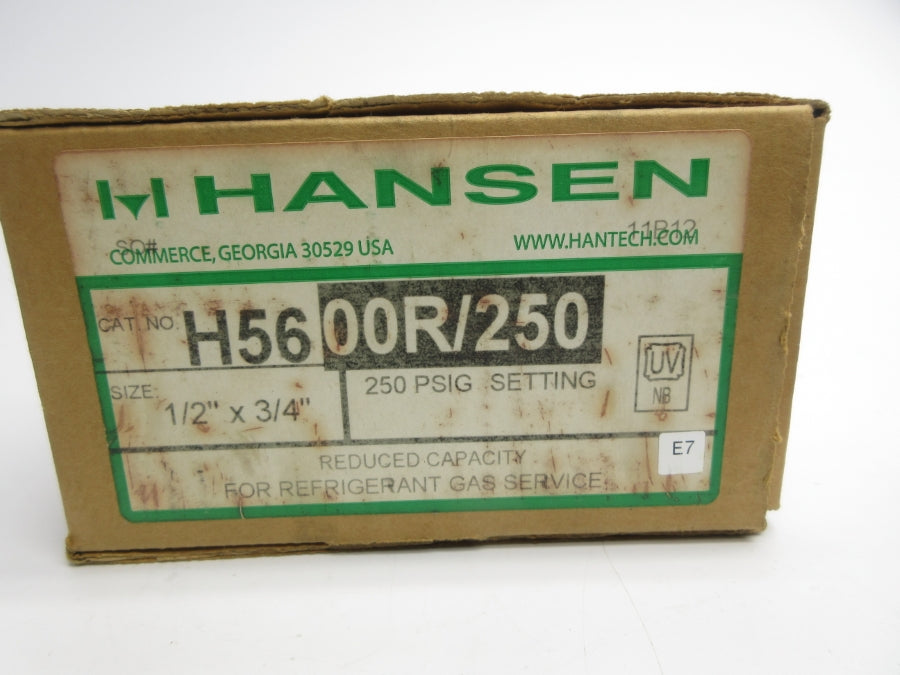 HANSEN
SO# 11B12
COMMERCE, GEORGIA 30529 USA WWW.HANTECH.COM
CAT. NO. H5600R/250
SIZE: 250 PSIG SETTING
1/2" x 3/4"
UV
NB
REDUCED CAPACITY
FOR REFRIGERANT GAS SERVICE
E7